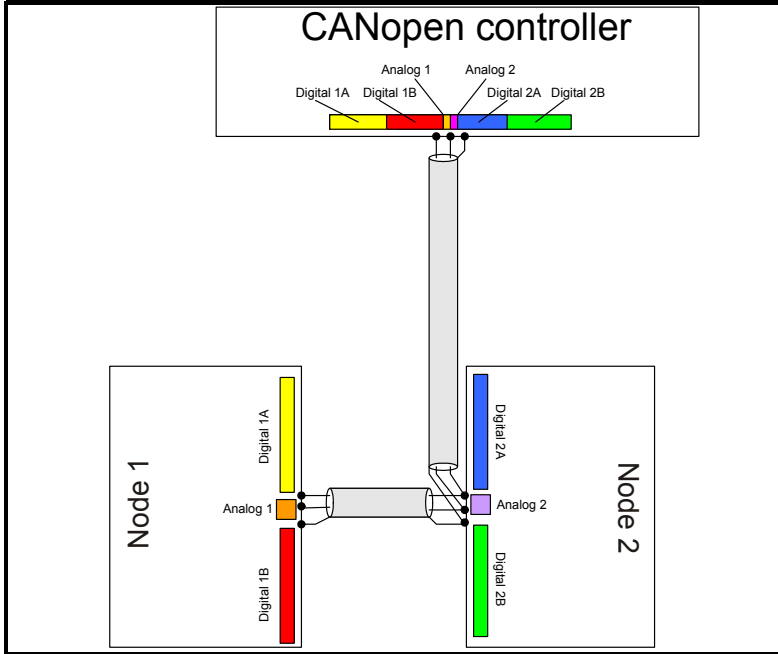 CANopen controller
Analog 1
Analog 2
Digital 1A
Digital 1B
Digital 2A
Digital 2B
Node 1
Digital 1A
Analog 1
Digital 1B
Digital 2A
Analog 2
Digital 2B
Node 2